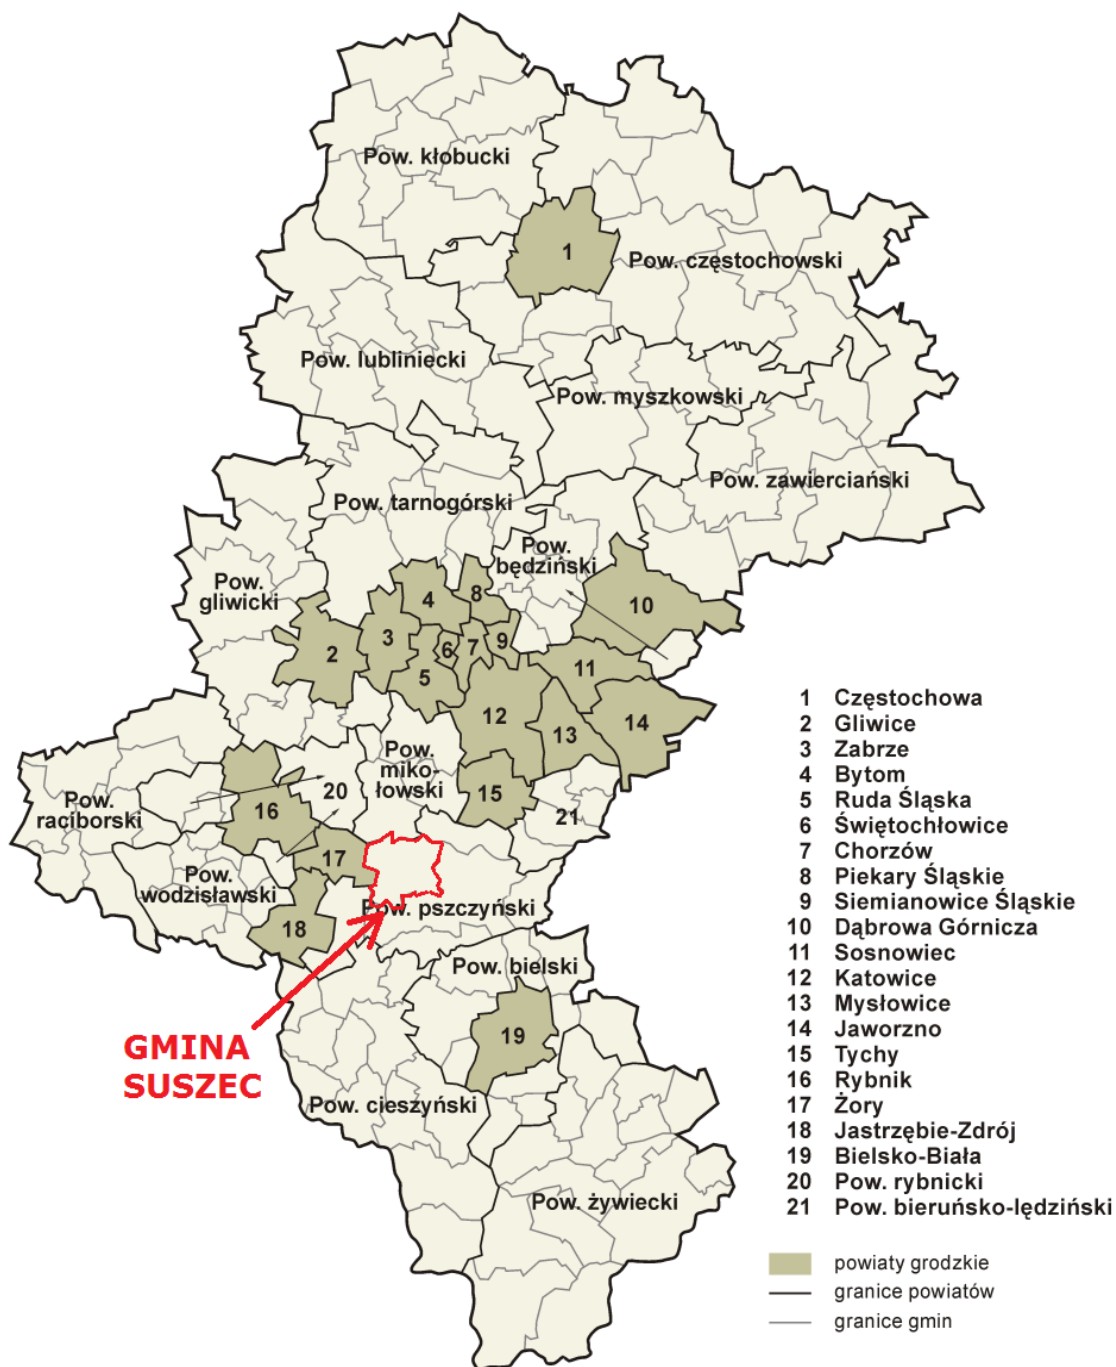 Pow. kłobucki
1
Pow. częstochowski
Pow. lubliniecki
Pow. myszkowski
Pow. zawierciański
Pow. tarnogórski
Pow.
będziński
Pow.
gliwicki
8
4
10
3
9
7
6
2
11
5
12
14
13
Pow.
miko-
łowski
20
15
Pow.
raciborski
16
21
17
Pow.
wodzisławski
Pow. pszczyński
18
Pow. bielski
19
GMINA
SUSZEC
Pow. cieszyński
Pow. żywiecki
1 Częstochowa
2 Gliwice
3 Zabrze
4 Bytom
5 Ruda Śląska
6 Świętochłowice
7 Chorzów
8 Piekary Śląskie
9 Siemianowice Śląskie
10 Dąbrowa Górnicza
11 Sosnowiec
12 Katowice
13 Mysłowice
14 Jaworzno
15 Tychy
16 Rybnik
17 Żory
18 Jastrzębie-Zdrój
19 Bielsko-Biała
20 Pow. rybnicki
21 Pow. bieruńsko-lędziński
powiaty grodzkie
granice powiatów
granice gmin